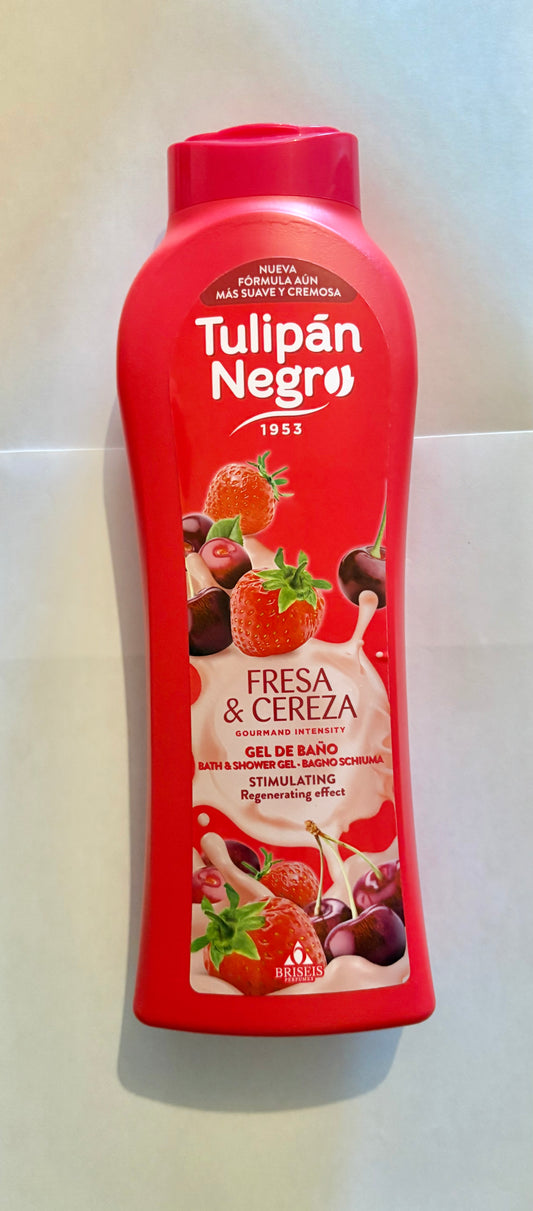 NUEVA
FÓRMULA AÚN
MÁS SUAVE Y CREMOSA
Tulipán
Negro
1953
FRESA
& CEREZA
GOURMAND INTENSITY
GEL DE BAÑO
BATH & SHOWER GEL - BAGNO SCHIUMA
STIMULATING
Regenerating effect
BRISEIS
PERFUMES